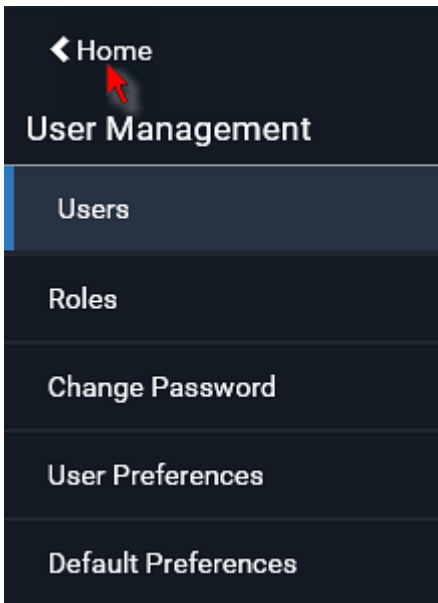 Home
User Management
Users
Roles
Change Password
User Preferences
Default Preferences